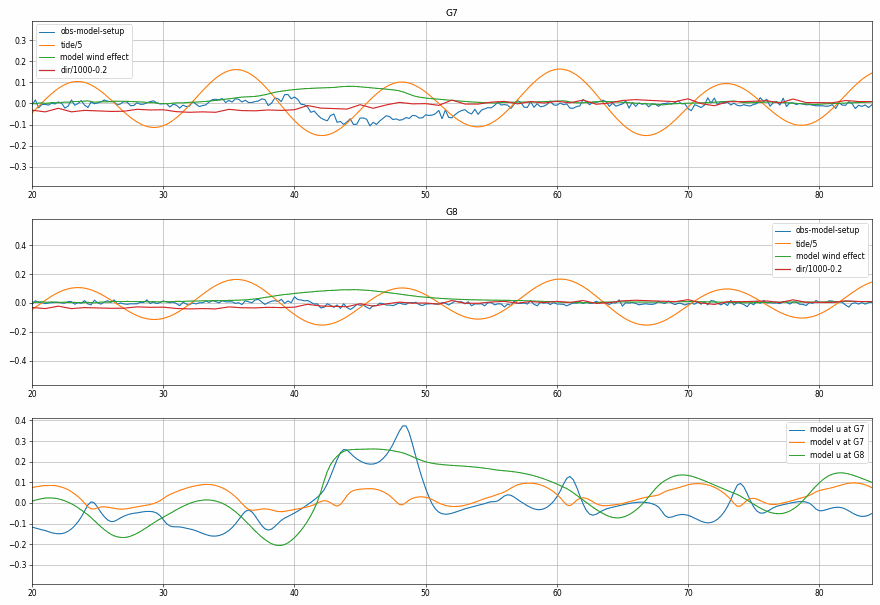 G7
obs-model-setup
tide/5
model wind effect
dir/1000-0.2
0.3
0.2
0.1
0.0
−0.1
−0.2
−0.3
20 30 40 50 60 70 80
G8
obs-model-setup
tide/5
model wind effect
dir/1000-0.2
0.4
0.2
0.0
−0.2
−0.4
20 30 40 50 60 70 80
model u at G7
model v at G7
model u at G8
0.4
0.3
0.2
0.1
0.0
−0.1
−0.2
−0.3
20 30 40 50 60 70 80